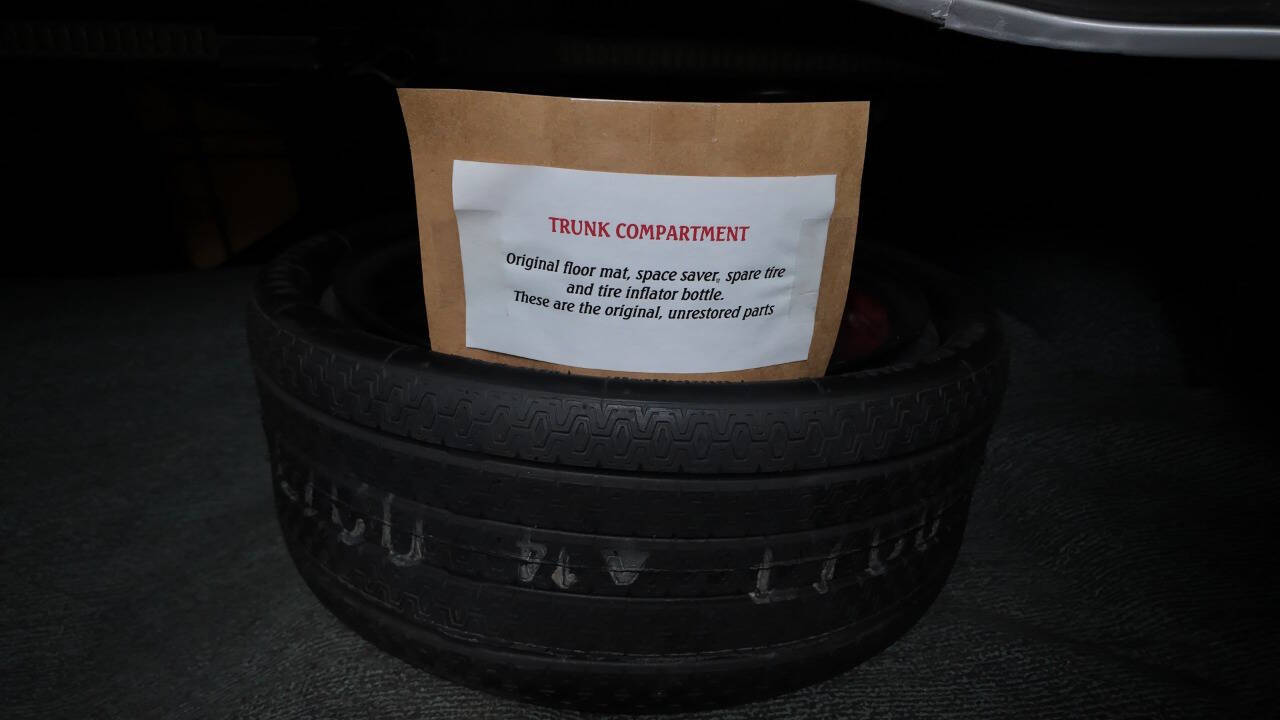 TRUNK COMPARTMENT
Original floor mat, space saver, spare tire
and tire inflator bottle.
These are the original, unrestored parts